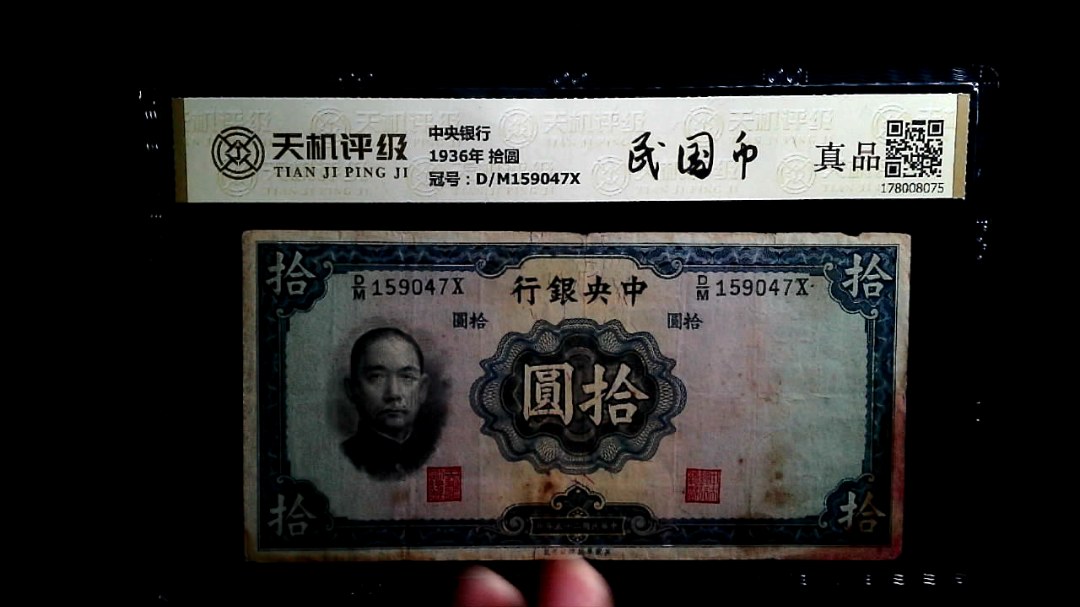 天机评级
TIAN JI PING JI
中央银行
1936年 拾圆
冠号：D/M159047X
民国币
真品
178008075
拾
D/M 159047X
行銀央中
D/M 159047X
拾
圓拾
圓拾
圓拾
拾
拾